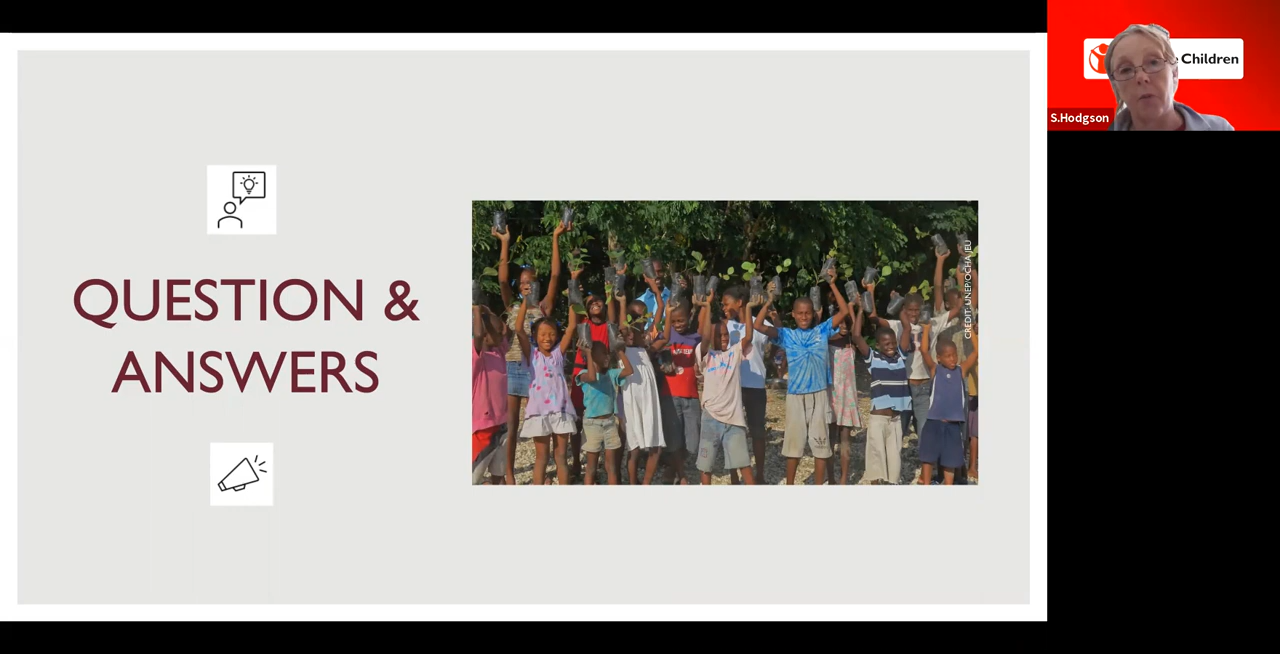 QUESTION &
ANSWERS
CREDIT: UNEP/OCHA/EU
Children
S.Hodgson